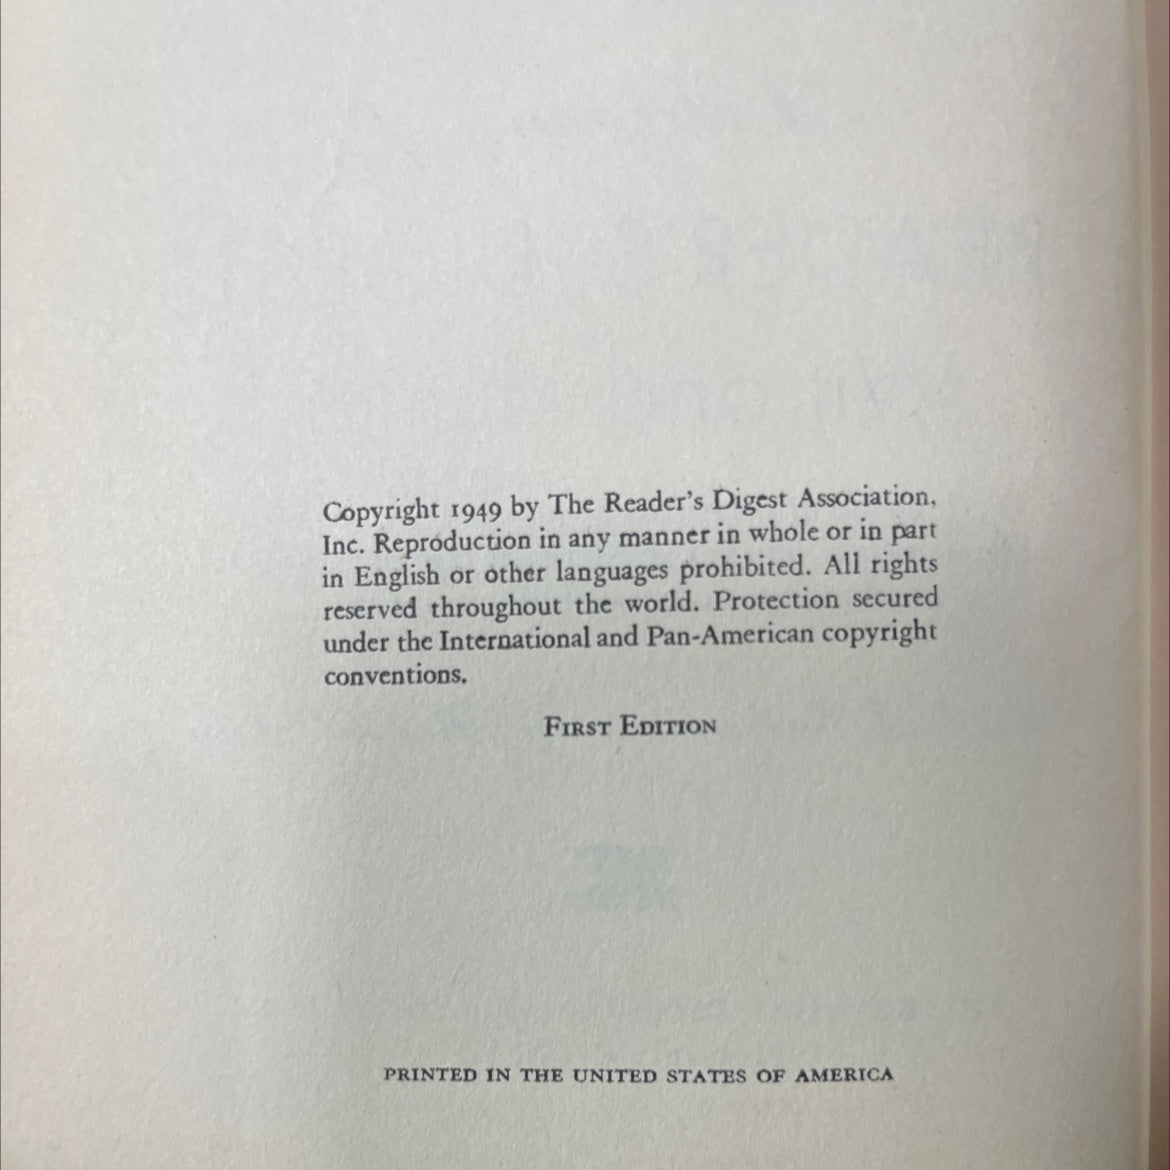 Copyright 1949 by The Reader's Digest Association,
Inc. Reproduction in any manner in whole or in part
in English or other languages prohibited. All rights
reserved throughout the world. Protection secured
under the International and Pan-American copyright
conventions.
First Edition
PRINTED IN THE UNITED STATES OF AMERICA